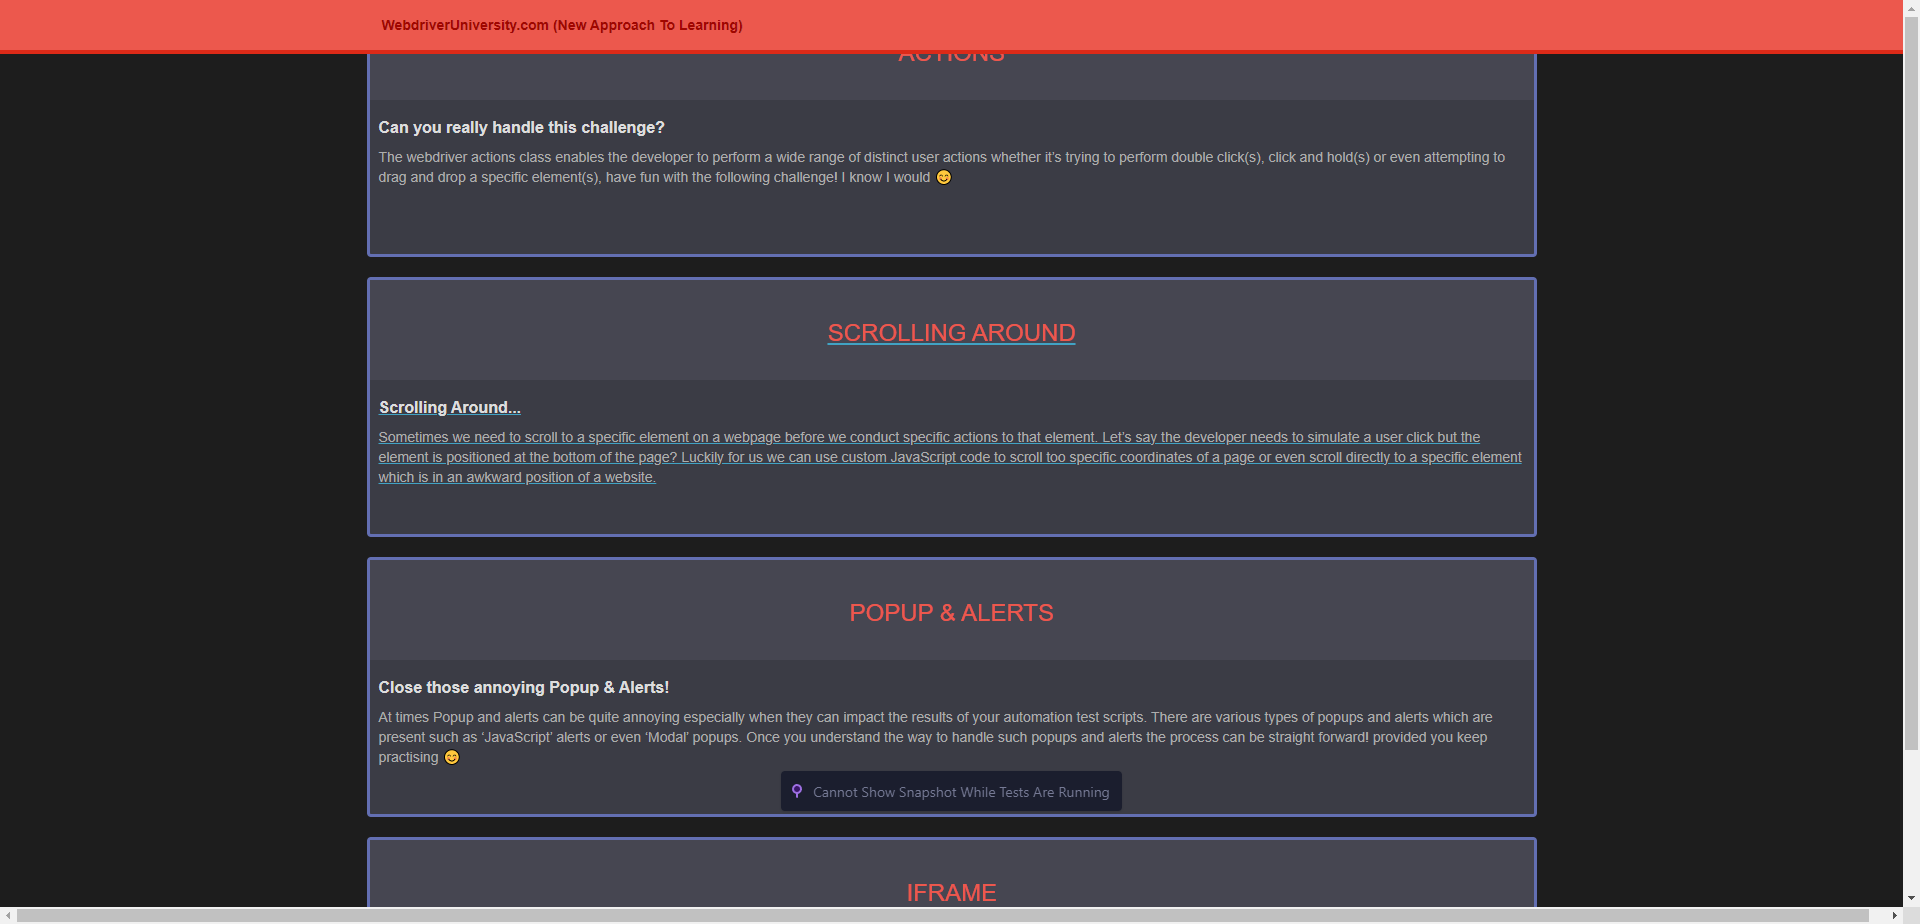 WebdriverUniversity.com (New Approach To Learning)
ACTIONS
Can you really handle this challenge?
The webdriver actions class enables the developer to perform a wide range of distinct user actions whether it’s trying to perform double click(s), click and hold(s) or even attempting to
drag and drop a specific element(s), have fun with the following challenge! I know I would 😊
SCROLLING AROUND
Scrolling Around...
Sometimes we need to scroll to a specific element on a webpage before we conduct specific actions to that element. Let’s say the developer needs to simulate a user click but the
element is positioned at the bottom of the page? Luckily for us we can use custom JavaScript code to scroll too specific coordinates of a page or even scroll directly to a specific element
which is in an awkward position of a website.
POPUP & ALERTS
Close those annoying Popup & Alerts!
At times Popup and alerts can be quite annoying especially when they can impact the results of your automation test scripts. There are various types of popups and alerts which are
present such as ‘JavaScript’ alerts or even ‘Modal’ popups. Once you understand the way to handle such popups and alerts the process can be straight forward! provided you keep
practising 😊
Cannot Show Snapshot While Tests Are Running
IFRAME